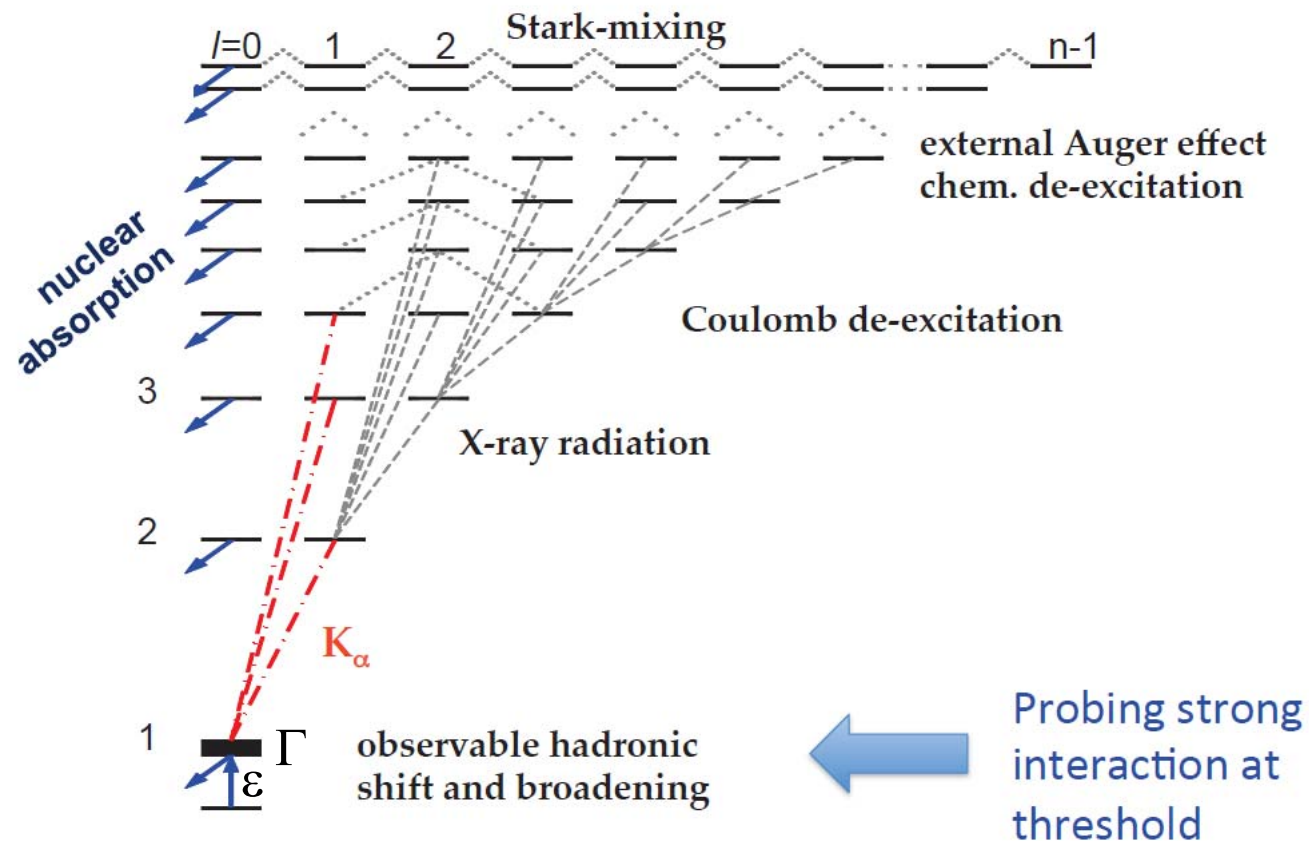 Stark-mixing
l=0 1 2 n-1
external Auger effect
chem. de-excitation
nuclear
absorption
Coulomb de-excitation
3
X-ray radiation
2
Kα
1 Γ
ε
observable hadronic
shift and broadening
Probing strong
interaction at
threshold